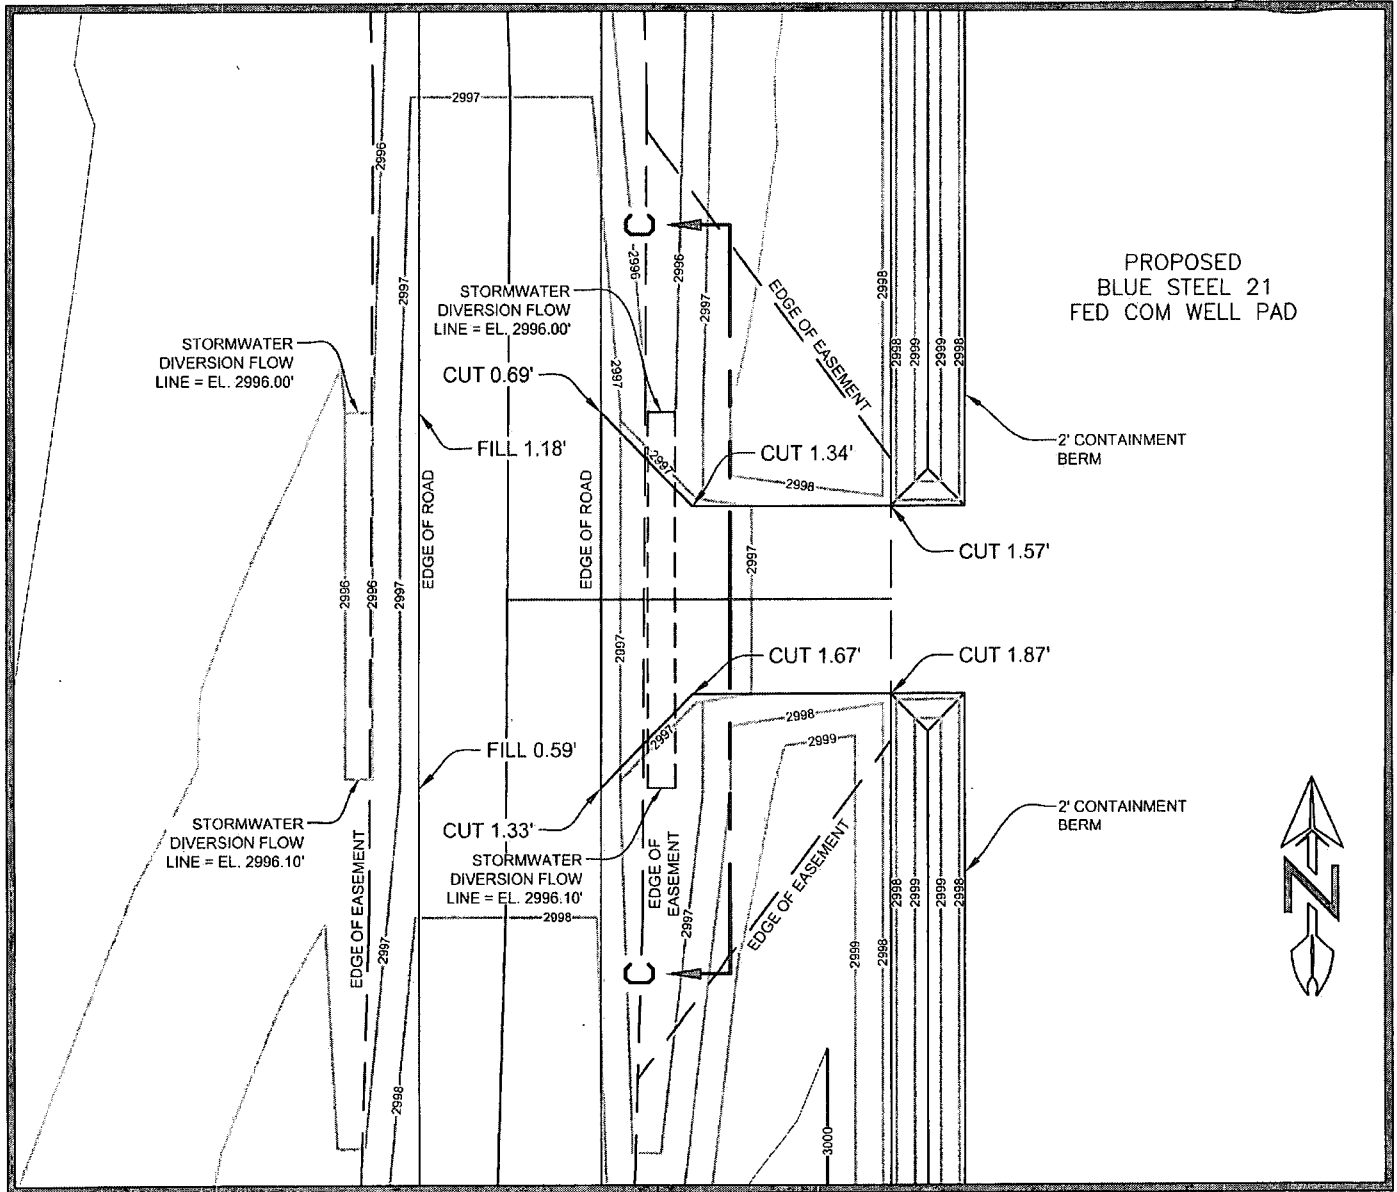 2997
2996
2998
PROPOSED
BLUE STEEL 21
FED COM WELL PAD
C
2996
2996
2997
2997
EDGE OF EASEMENT
STORMWATER
DIVERSION FLOW
LINE = EL. 2996.00'
STORMWATER
DIVERSION FLOW
LINE = EL. 2996.00'
2998
2999
2999
2998
CUT 0.69'
2997
FILL 1.18'
CUT 1.34'
2' CONTAINMENT
BERM
2997
2998
EDGE OF ROAD
EDGE OF ROAD
CUT 1.57'
2997
2996
2996
2997
2997
CUT 1.67'
CUT 1.87'
2998
2997
2999
FILL 0.59'
STORMWATER
DIVERSION FLOW
LINE = EL. 2996.10'
CUT 1.33'
STORMWATER
DIVERSION FLOW
LINE = EL. 2996.10'
2' CONTAINMENT
BERM
EDGE OF EASEMENT
EDGE OF
EASEMENT
EDGE OF EASEMENT
2998
2999
2999
2998
2998
2997
2997
2999
2998
C
2998
3000
N